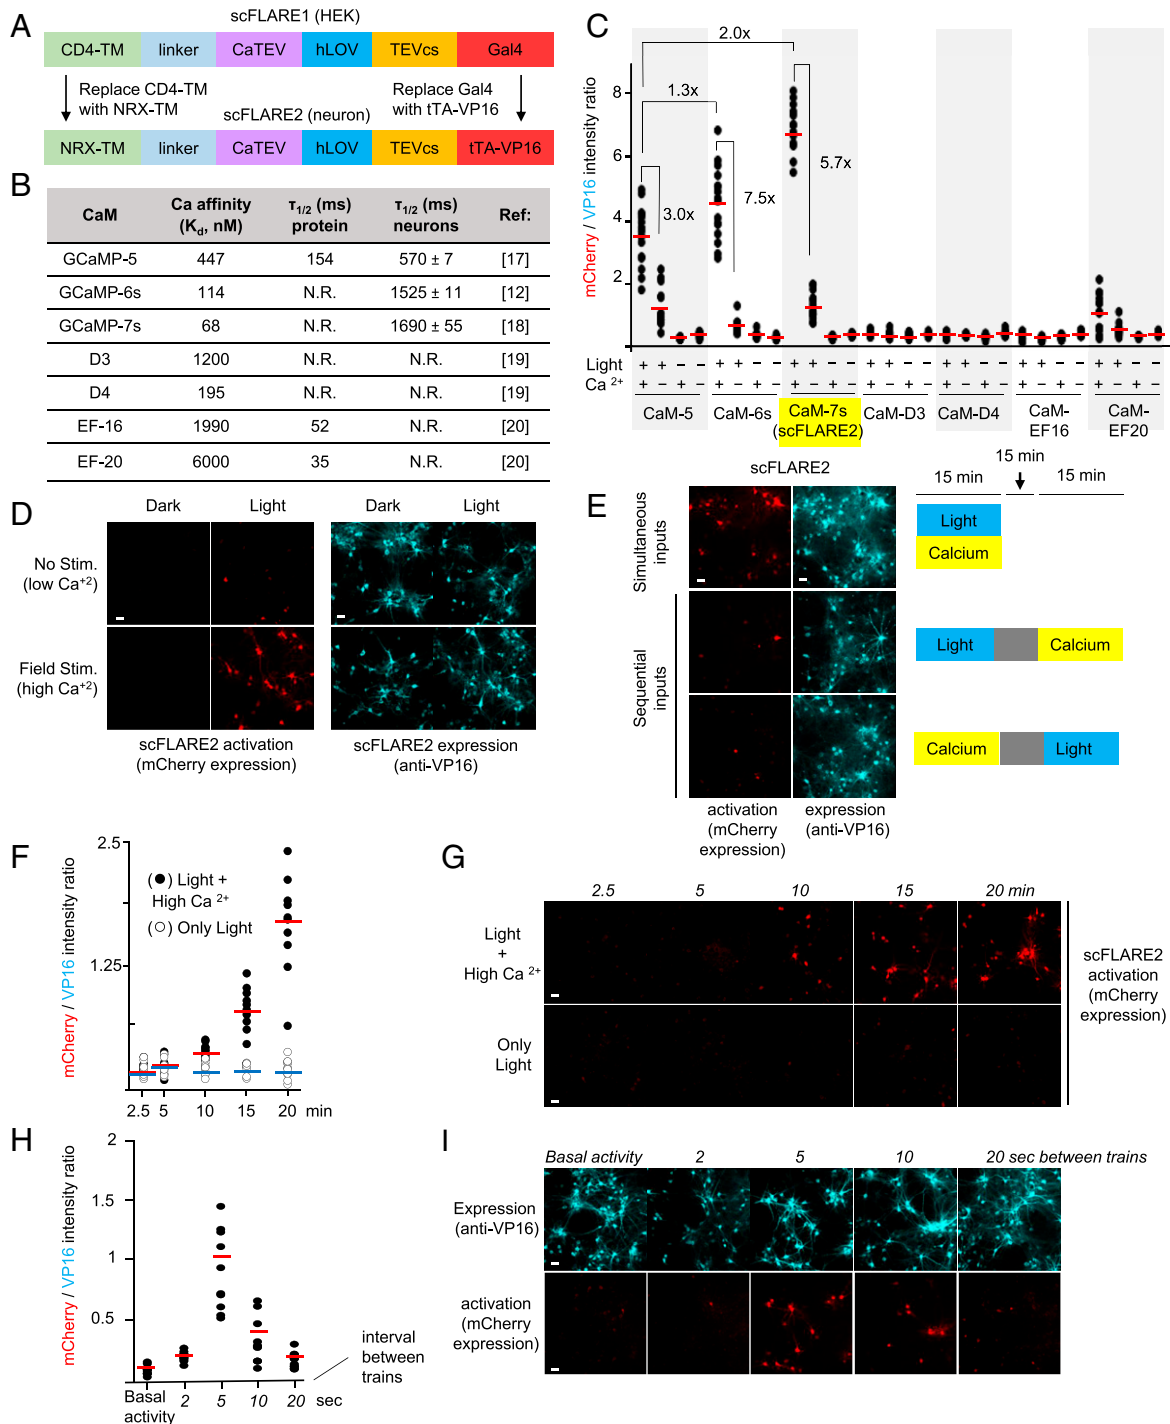 A
scFLARE1 (HEK)
CD4-TM linker CaTEV hLOV TEVcs Gal4
Replace CD4-TM
with NRX-TM
Replace Gal4
with tTA-VP16
scFLARE2 (neuron)
NRX-TM linker CaTEV hLOV TEVcs tTA-VP16
B
CaM Ca affinity (Kd, nM) τ1/2 (ms) protein τ1/2 (ms) neurons Ref:
GCaMP-5 447 154 570 ± 7 [17]
GCaMP-6s 114 N.R. 1525 ± 11 [12]
GCaMP-7s 68 N.R. 1690 ± 55 [18]
D3 1200 N.R. N.R. [19]
D4 195 N.R. N.R. [19]
EF-16 1990 52 N.R. [20]
EF-20 6000 35 N.R. [20]
C
mCherry / VP16 intensity ratio
8
6
4
2
2.0x
1.3x
3.0x
7.5x
5.7x
Light + + − − + + − − + + − − + + − − + + − − + + − − + + − −
Ca 2+ + − + − + − + − + − + − + − + − + − + − + − + − + − + −
CaM-5 CaM-6s CaM-7s (scFLARE2) CaM-D3 CaM-D4 CaM-EF16 CaM-EF20
D
Dark Light Dark Light
No Stim.
(low Ca+2)
Field Stim.
(high Ca+2)
scFLARE2 activation
(mCherry expression)
scFLARE2 expression
(anti-VP16)
E
scFLARE2
Simultaneous
inputs
Sequential
inputs
activation
(mCherry
expression)
expression
(anti-VP16)
15 min
15 min 15 min
Light
Calcium
Light Calcium
Calcium Light
F
mCherry / VP16 intensity ratio
2.5
1.25
(●) Light +
High Ca 2+
(○) Only Light
2.5 5 10 15 20 min
G
2.5 5 10 15 20 min
Light
+
High Ca 2+
Only
Light
scFLARE2
activation
(mCherry
expression)
H
mCherry / VP16 intensity ratio
2
1.5
1
0.5
Basal
activity
2 5 10 20 sec
interval
between
trains
I
Basal activity 2 5 10 20 sec between trains
Expression
(anti-VP16)
activation
(mCherry
expression)